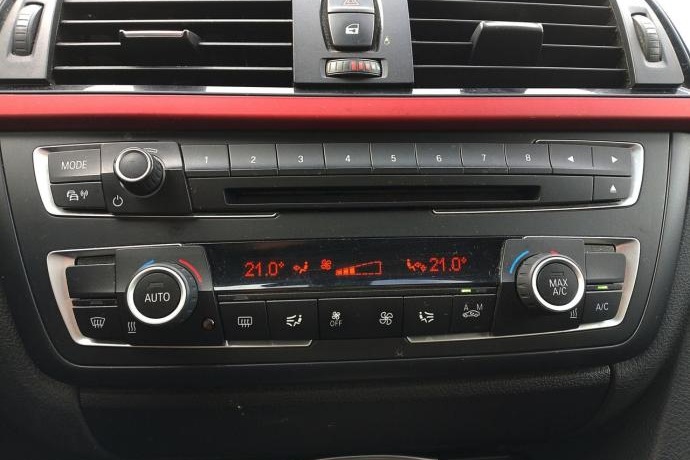 MODE 1 2 3 4 5 6 7 8
21.0° 21.0°
AUTO MAX A/C
OFF A M A/C